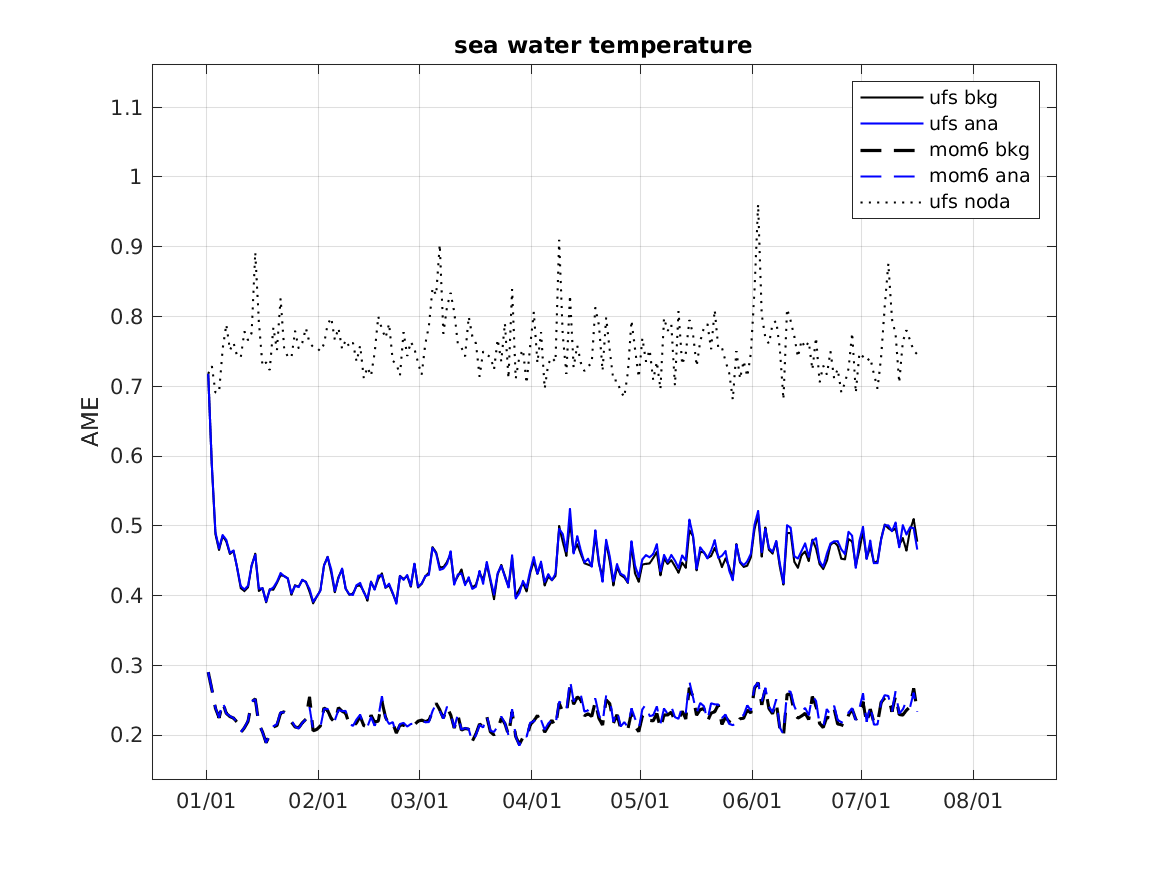 sea water temperature
ufs bkg
ufs ana
mom6 bkg
mom6 ana
ufs noda
AME
1.1
1
0.9
0.8
0.7
0.6
0.5
0.4
0.3
0.2
01/01 02/01 03/01 04/01 05/01 06/01 07/01 08/01